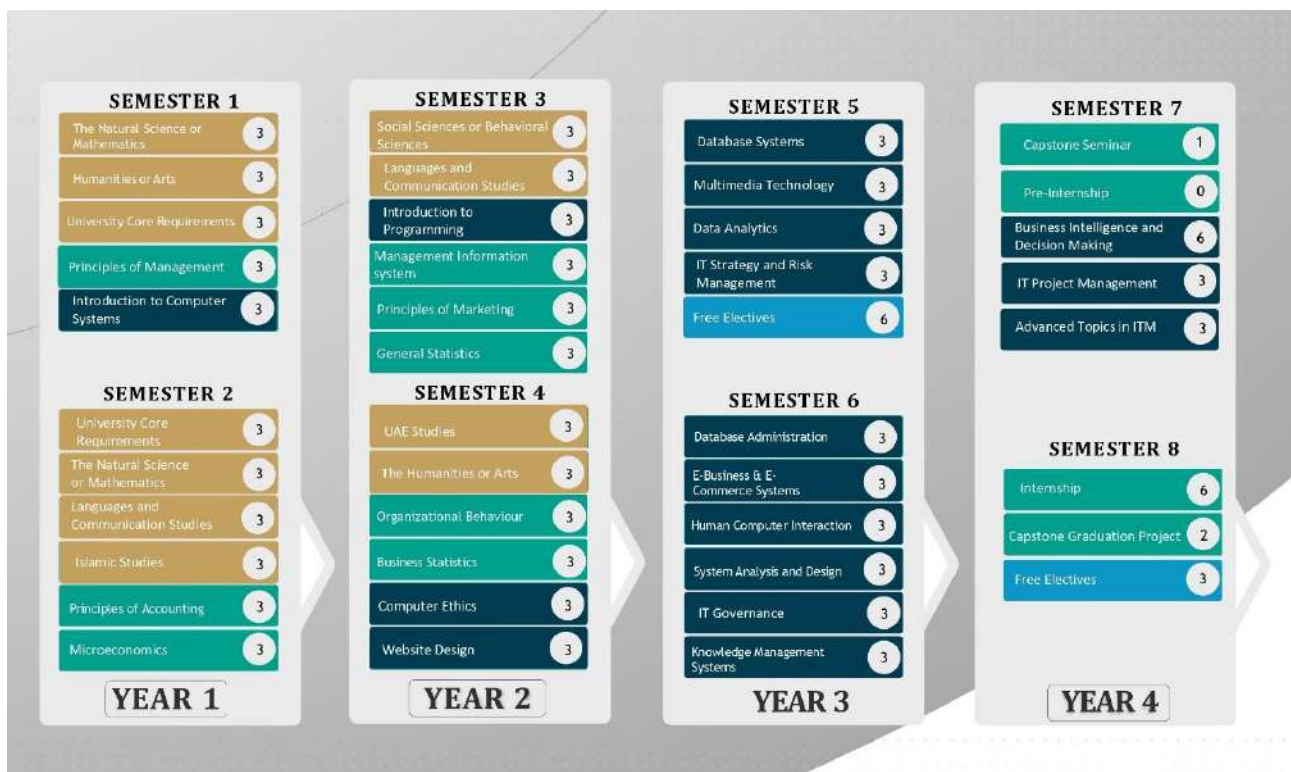 SEMESTER 1
The Natural Science or
Mathematics
3
Humanities or Arts
3
University Core Requirements
3
Principles of Management
3
Introduction to Computer
Systems
3
SEMESTER 2
University Core
Requirements
3
The Natural Science
or Mathematics
3
Languages and
Communication Studies
3
Islamic Studies
3
Principles of Accounting
3
Microeconomics
3
YEAR 1
SEMESTER 3
Social Sciences or Behavioral
Sciences
3
Languages and
Communication Studies
3
Introduction to
Programming
3
Management Information
system
3
Principles of Marketing
3
General Statistics
3
SEMESTER 4
UAE Studies
3
The Humanities or Arts
3
Organizational Behaviour
3
Business Statistics
3
Computer Ethics
3
Website Design
3
YEAR 2
SEMESTER 5
Database Systems
3
Multimedia Technology
3
Data Analytics
3
IT Strategy and Risk
Management
3
Free Electives
6
SEMESTER 6
Database Administration
3
E-Business & E-
Commerce Systems
3
Human Computer Interaction
3
System Analysis and Design
3
IT Governance
3
Knowledge Management
Systems
3
YEAR 3
SEMESTER 7
Capstone Seminar
1
Pre-Internship
0
Business Intelligence and
Decision Making
6
IT Project Management
3
Advanced Topics in ITM
3
SEMESTER 8
Internship
6
Capstone Graduation Project
2
Free Electives
3
YEAR 4